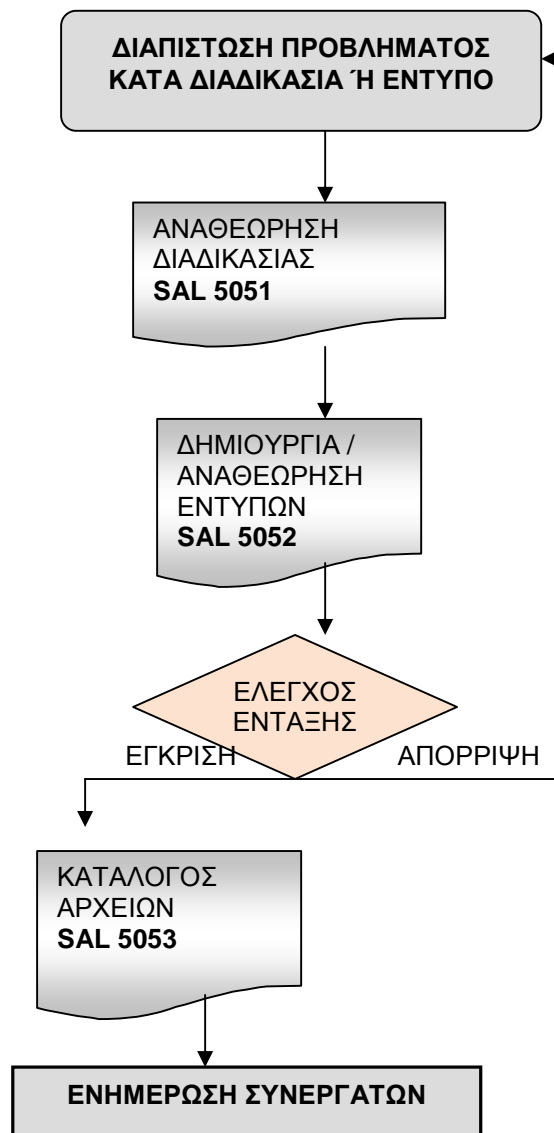 ΔΙΑΠΙΣΤΩΣΗ ΠΡΟΒΛΗΜΑΤΟΣ
ΚΑΤΑ ΔΙΑΔΙΚΑΣΙΑ Ή ΕΝΤΥΠΟ
ΑΝΑΘΕΩΡΗΣΗ
ΔΙΑΔΙΚΑΣΙΑΣ
SAL 5051
ΔΗΜΙΟΥΡΓΙΑ /
ΑΝΑΘΕΩΡΗΣΗ
ΕΝΤΥΠΩΝ
SAL 5052
ΕΛΕΓΧΟΣ
ΕΝΤΑΞΗΣ
ΕΓΚΡΙΣΗ ΑΠΟΡΡΙΨΗ
ΚΑΤΑΛΟΓΟΣ
ΑΡΧΕΙΩΝ
SAL 5053
ΕΝΗΜΕΡΩΣΗ ΣΥΝΕΡΓΑΤΩΝ